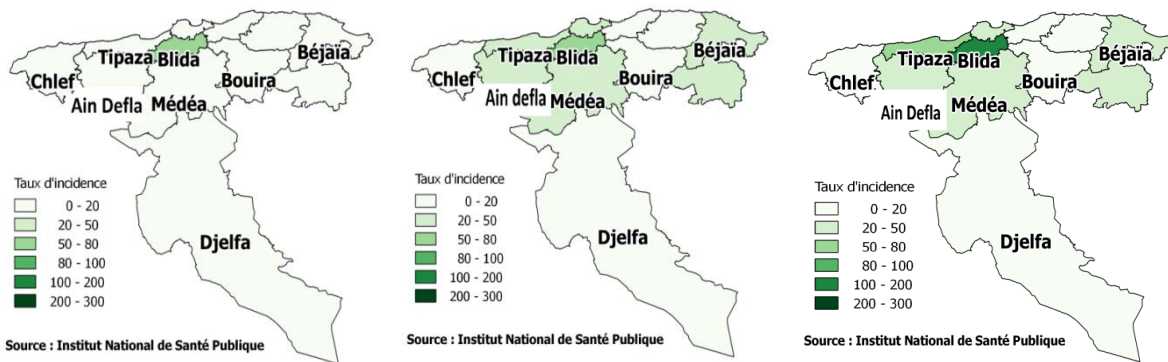 Tipaza Blida Béjaïa
Chlef Bouira
Ain Defla Médéa
Taux d'incidence
0 - 20
20 - 50
50 - 80
80 - 100
100 - 200
200 - 300
Djelfa
Source : Institut National de Santé Publique
Tipaza Blida Béjaïa
Chlef Bouira
Ain defla Médéa
Taux d'incidence
0 - 20
20 - 50
50 - 80
80 - 100
100 - 200
200 - 300
Djelfa
Source : Institut National de Santé Publique
Tipaza Blida Béjaïa
Chlef Bouira
Ain Defla Médéa
Taux d'incidence
0 - 20
20 - 50
50 - 80
80 - 100
100 - 200
200 - 300
Djelfa
Source : Institut National de Santé Publique